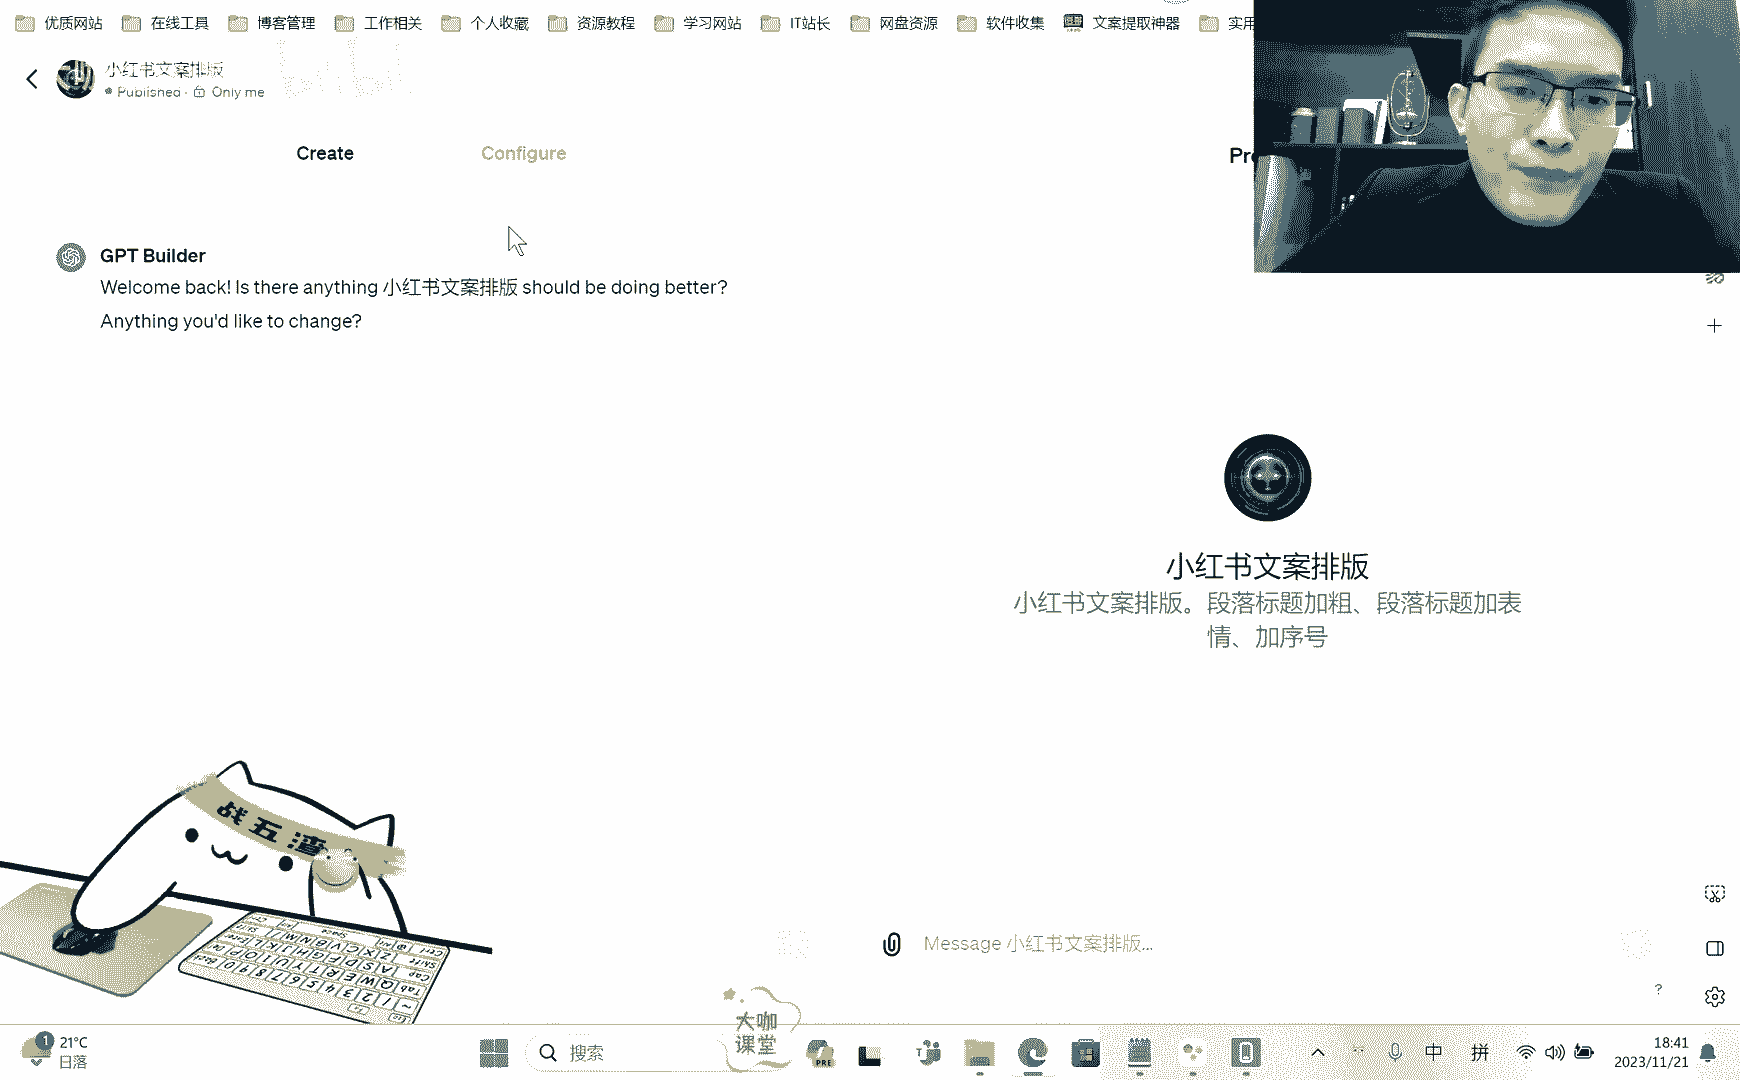 优质网站
在线工具
博客管理
工作相关
个人收藏
资源教程
学习网站
IT站长
网盘资源
软件收集
文案提取神器
实用
小红书文案排版
Published · Only me
Create
Configure
Pre
GPT Builder
Welcome back! Is there anything 小红书文案排版 should be doing better?
Anything you'd like to change?
小红书文案排版
小红书文案排版。段落标题加粗、段落标题加表
情、加序号
战五渣
Message 小红书文案排版...
?
大咖
课堂
1
21°C
日落
搜索
PRE
中
拼
18:41
2023/11/21